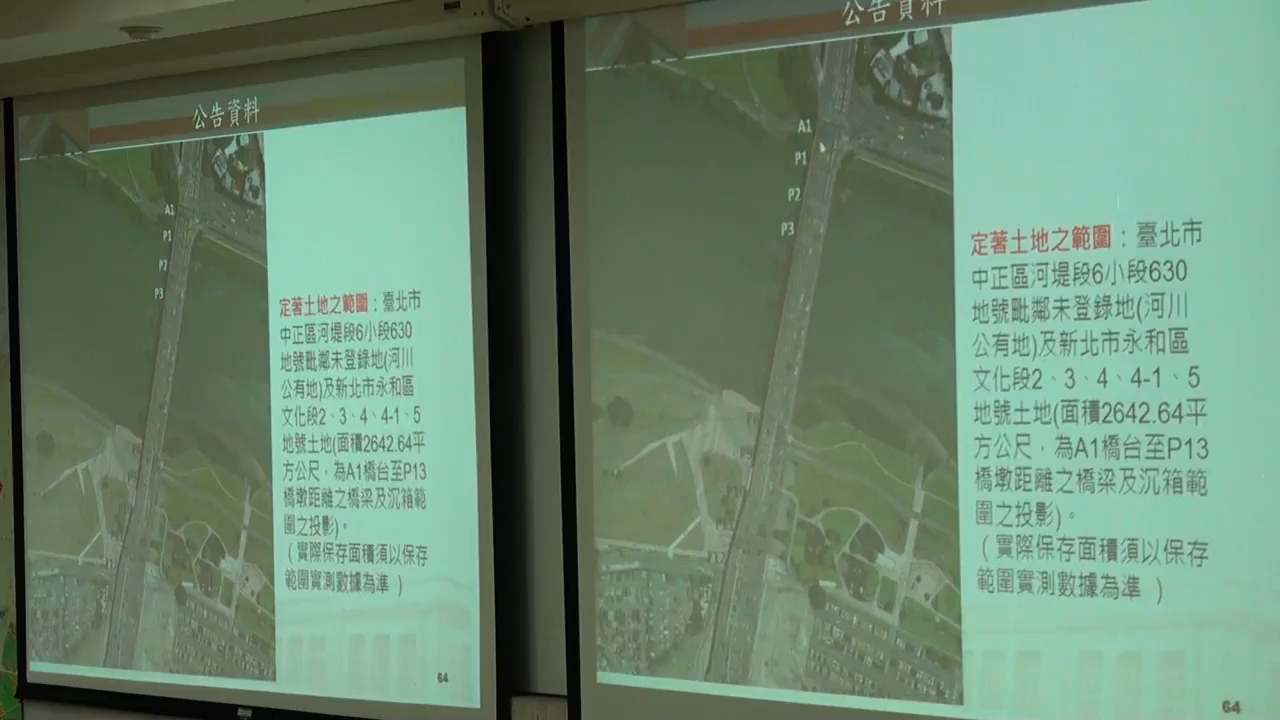 公告資料
A1
P1
P2
P3
定著土地之範圍：臺北市
中正區河堤段6小段630
地號毗鄰未登錄地(河川
公有地)及新北市永和區
文化段2、3、4、4-1、5
地號土地(面積2642.64平
方公尺，為A1橋台至P13
橋墩距離之橋梁及沉箱範
圍之投影)。
（實際保存面積須以保存
範圍實測數據為準 ）
64
公告資料
A1
P1
P2
P3
定著土地之範圍：臺北市
中正區河堤段6小段630
地號毗鄰未登錄地(河川
公有地)及新北市永和區
文化段2、3、4、4-1、5
地號土地(面積2642.64平
方公尺，為A1橋台至P13
橋墩距離之橋梁及沉箱範
圍之投影)。
（實際保存面積須以保存
範圍實測數據為準 ）
64